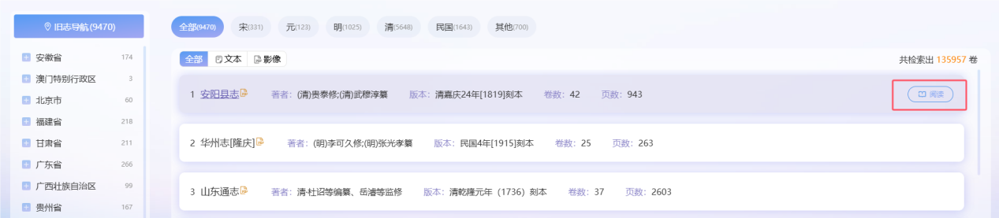 旧志导航(9470)
安徽省 174
澳门特别行政区 3
北京市 60
福建省 218
甘肃省 211
广东省 266
广西壮族自治区 99
贵州省 167
全部(9470) 宋(331) 元(123) 明(1025) 清(5648) 民国(1643) 其他(700)
全部 文本 影像 共检索出 135957 卷
1 安阳县志 著者：(清)贵泰修;(清)武穆淳纂 版本：清嘉庆24年[1819]刻本 卷数：42 页数：943 阅读
2 华州志[隆庆] 著者：(明)李可久修;(明)张光孝纂 版本：民国4年[1915]刻本 卷数：25 页数：263
3 山东通志 著者：清·杜诏等编纂、岳濬等监修 版本：清乾隆元年（1736）刻本 卷数：37 页数：2603